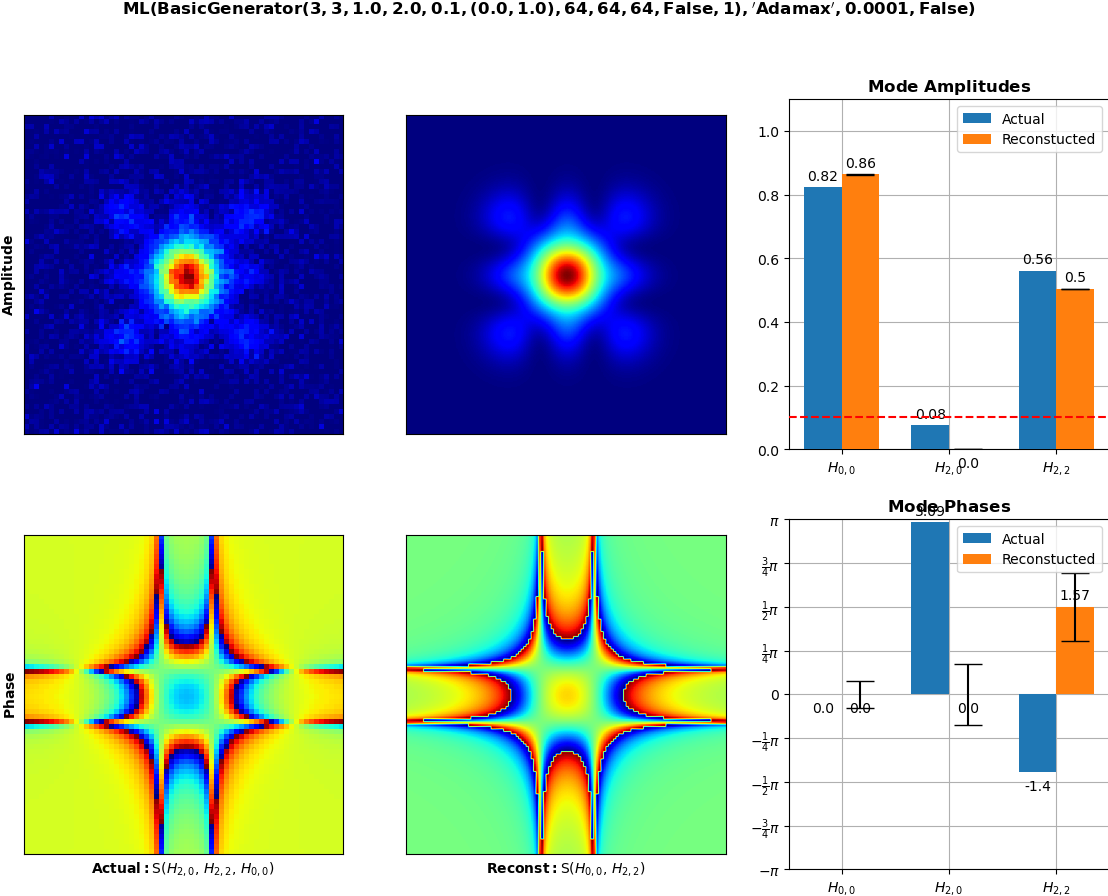 ML(BasicGenerator(3, 3, 1.0, 2.0, 0.1, (0.0, 1.0), 64, 64, 64, False, 1), ′Adamax′, 0.0001, False)
Amplitude
Mode Amplitudes
Actual
Reconstucted
1.0
0.8
0.6
0.4
0.2
0.0
0.82
0.86
0.08
0.0
0.56
0.5
H0,0
H2,0
H2,2
Phase
Actual: S(H2,0, H2,2, H0,0)
Reconst: S(H0,0, H2,2)
Mode Phases
Actual
Reconstucted
π
3/4π
1/2π
1/4π
0
−1/4π
−1/2π
−3/4π
−π
0.0
0.0
3.09
0.0
-1.4
1.57
H0,0
H2,0
H2,2